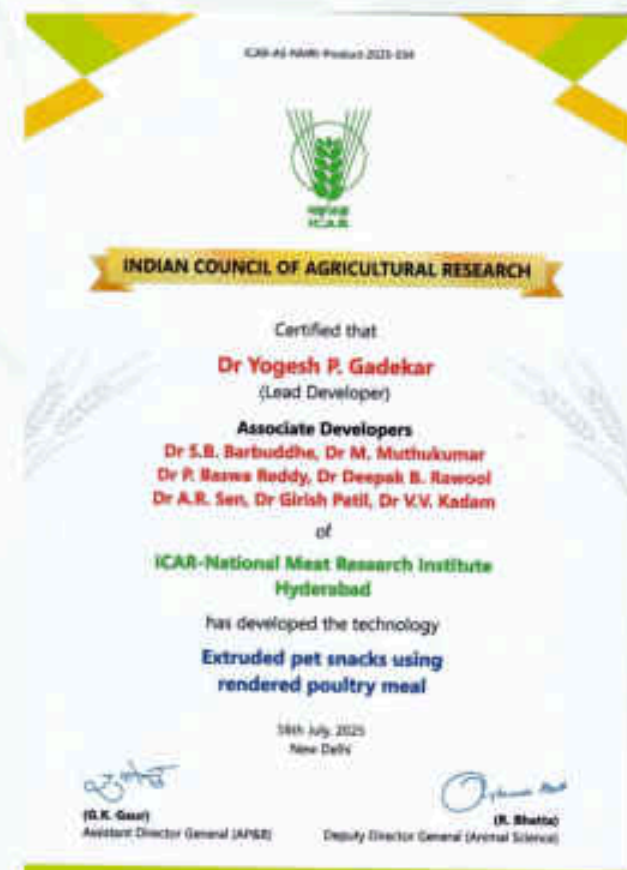 INDIAN COUNCIL OF AGRICULTURAL RESEARCH
Certified that
Dr Yogesh P. Gadekar
(Lead Developer)
Associate Developers
Dr S.B. Barbuddhe, Dr M. Muthukumar
Dr P. Baswa Reddy, Dr Deepak B. Rawool
Dr A.R. Sen, Dr Girish Patil, Dr V.V. Kadam
of
ICAR-National Meat Research Institute
Hyderabad
has developed the technology
Extruded pet snacks using
rendered poultry meal
July, 2025
New Delhi
(G.K. Gaur)
Assistant Director General (AP&B)
(R. Bhatta)
Deputy Director General (Animal Science)